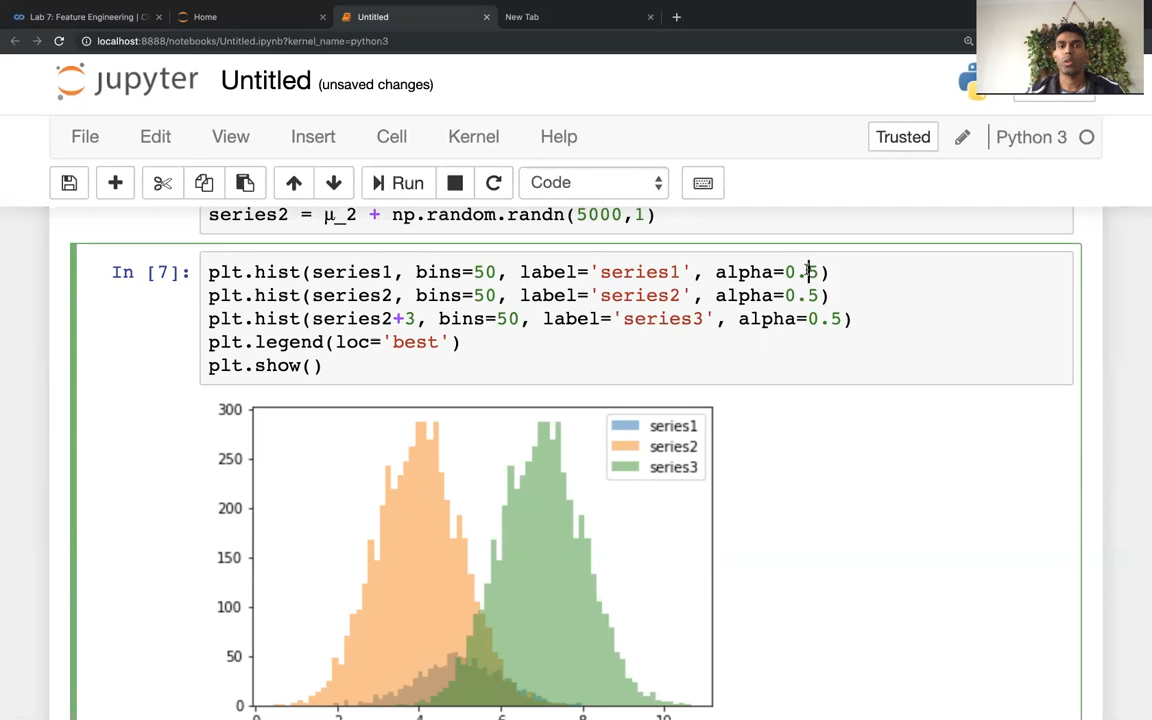 Lab 7: Feature Engineering | C
Home
Untitled
New Tab
localhost:8888/notebooks/Untitled.ipynb?kernel_name=python3
jupyter Untitled (unsaved changes)
File Edit View Insert Cell Kernel Help
Trusted
Python 3
Run
Code
series2 = μ_2 + np.random.randn(5000,1)
In [7]:
plt.hist(series1, bins=50, label='series1', alpha=0.5)
plt.hist(series2, bins=50, label='series2', alpha=0.5)
plt.hist(series2+3, bins=50, label='series3', alpha=0.5)
plt.legend(loc='best')
plt.show()
300
250
200
150
100
50
0
series1
series2
series3
0 2 4 6 8 10